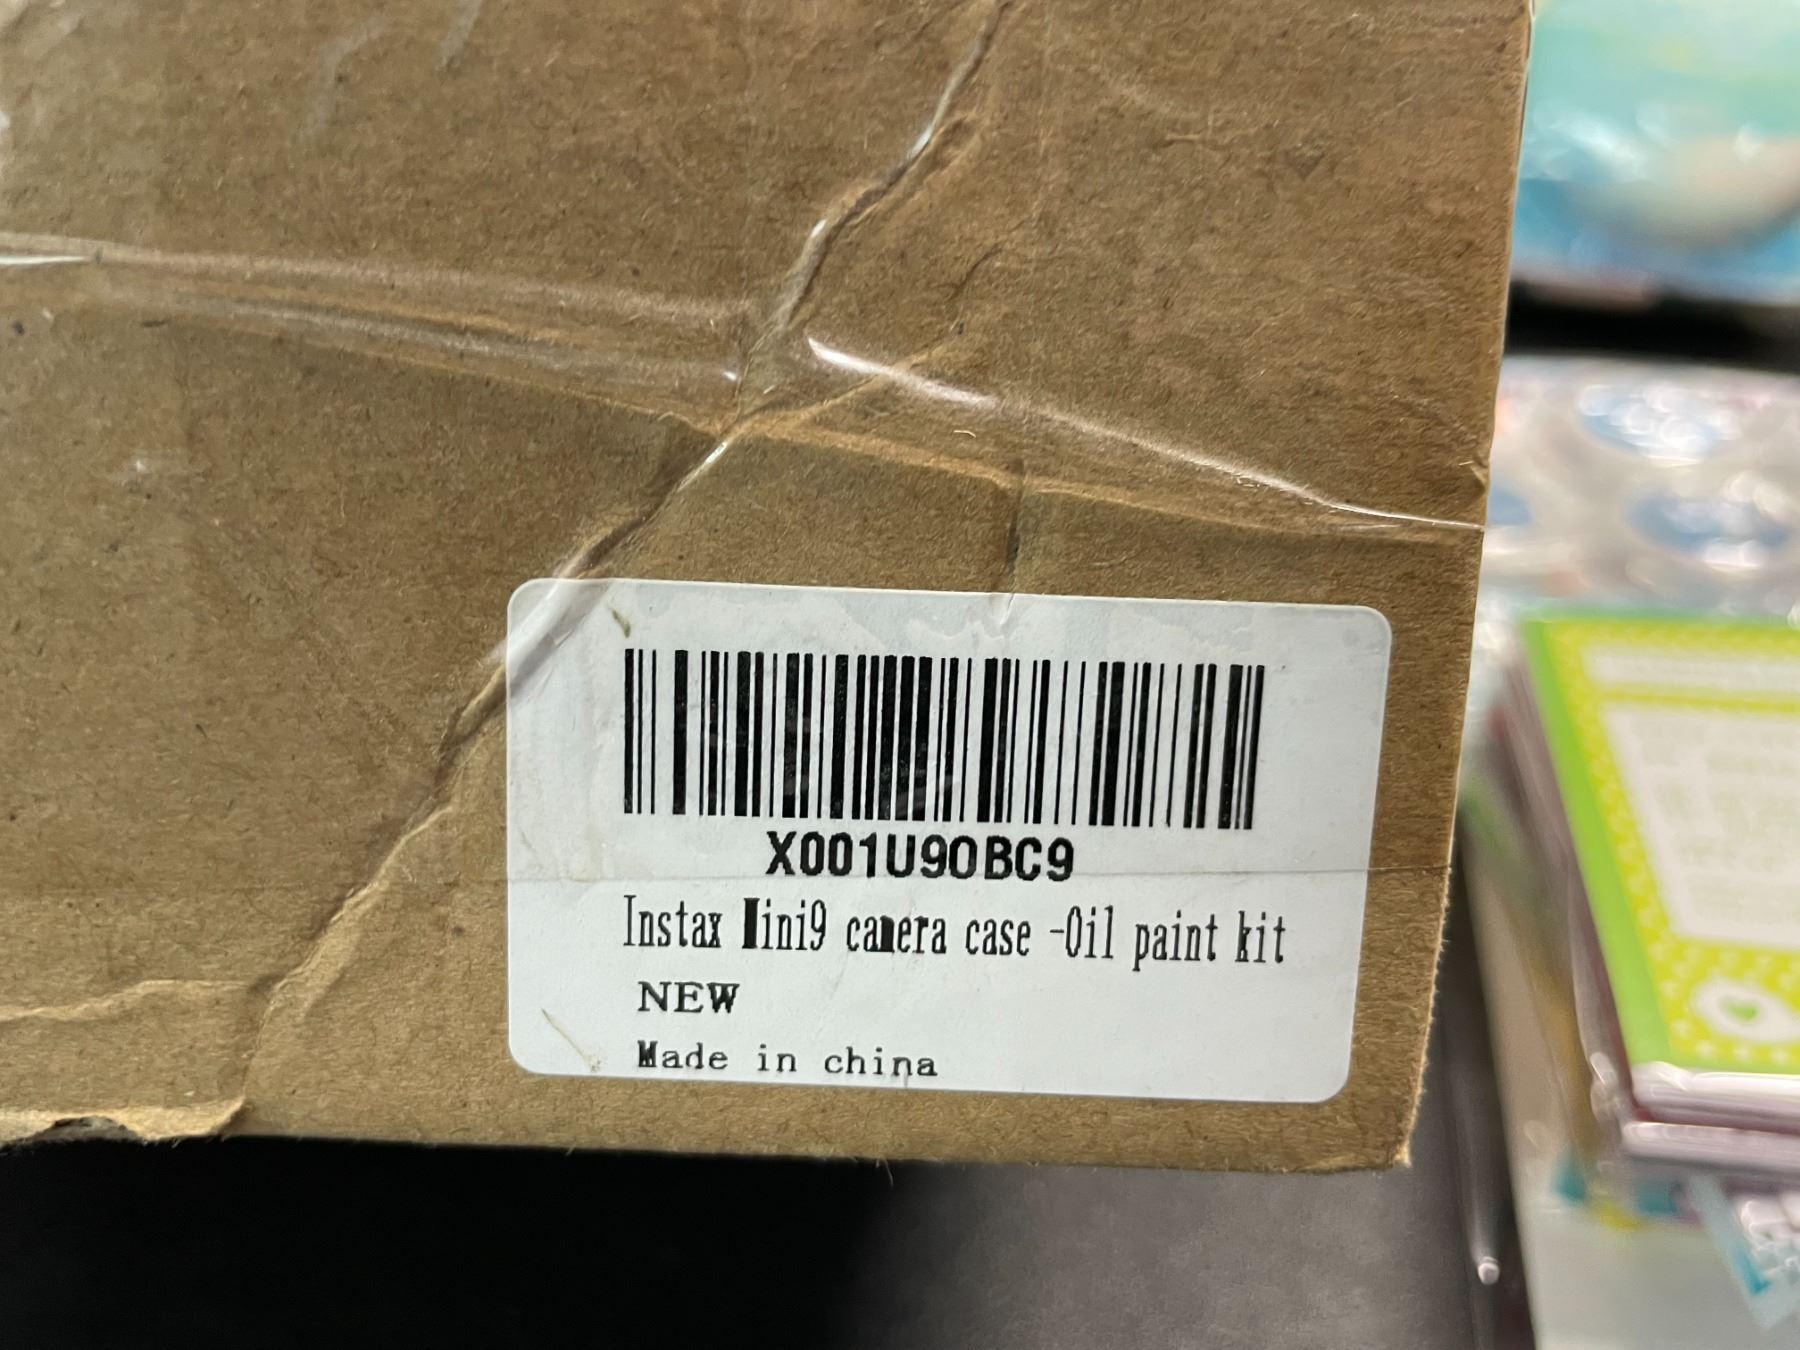 X001U90BC9
Instax Mini9 camera case -Oil paint kit
NEW
Made in china